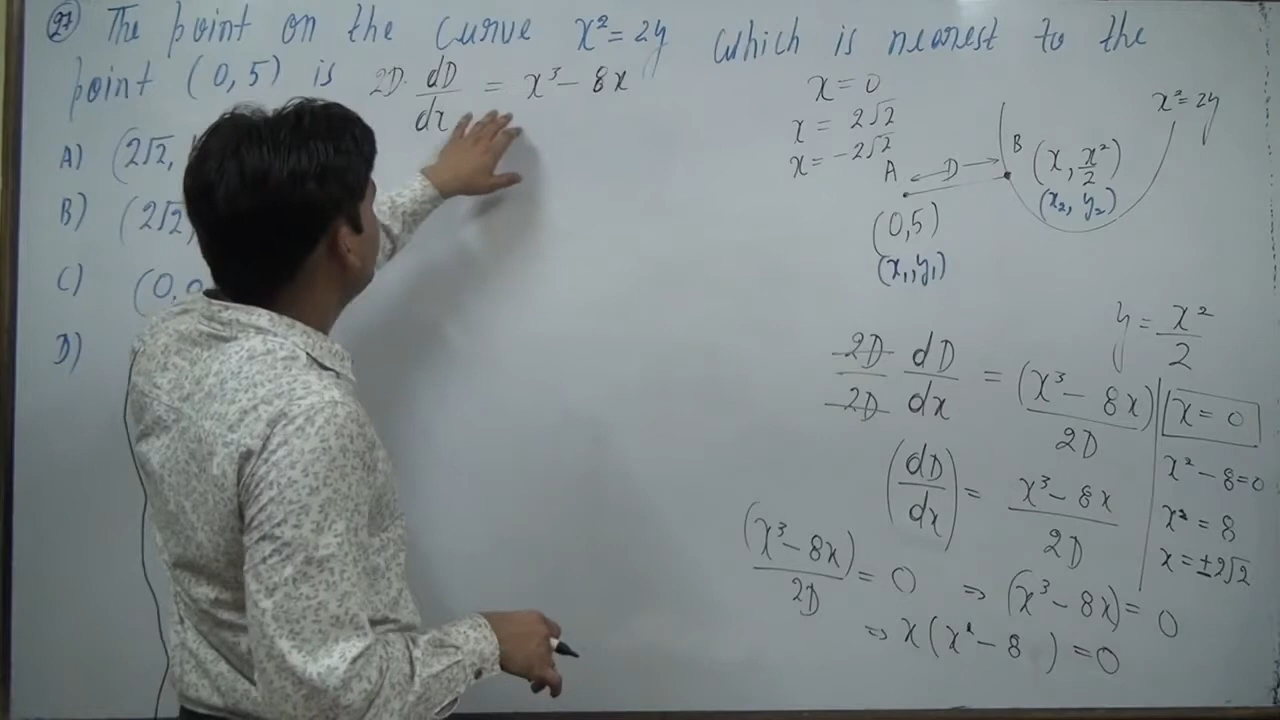 27 The point on the curve x² = 2y which is nearest to the
point (0, 5) is 2D. dD/dx = x³ - 8x
A) (2√2,
B) (2√2,
C) (0,
D)
x = 0
x = 2√2
x = -2√2
x² = 2y
A D B (x, x²/2)
(x₂, y₂)
(0,5)
(x₁, y₁)
y = x²/2
2D/2D dD/dx = (x³ - 8x)/2D
x = 0
(dD/dx) = x³ - 8x/2D
x² - 8 = 0
x² = 8
x = ±2√2
(x³ - 8x)/2D = 0 ⇒ (x³ - 8x) = 0
⇒ x(x² - 8) = 0